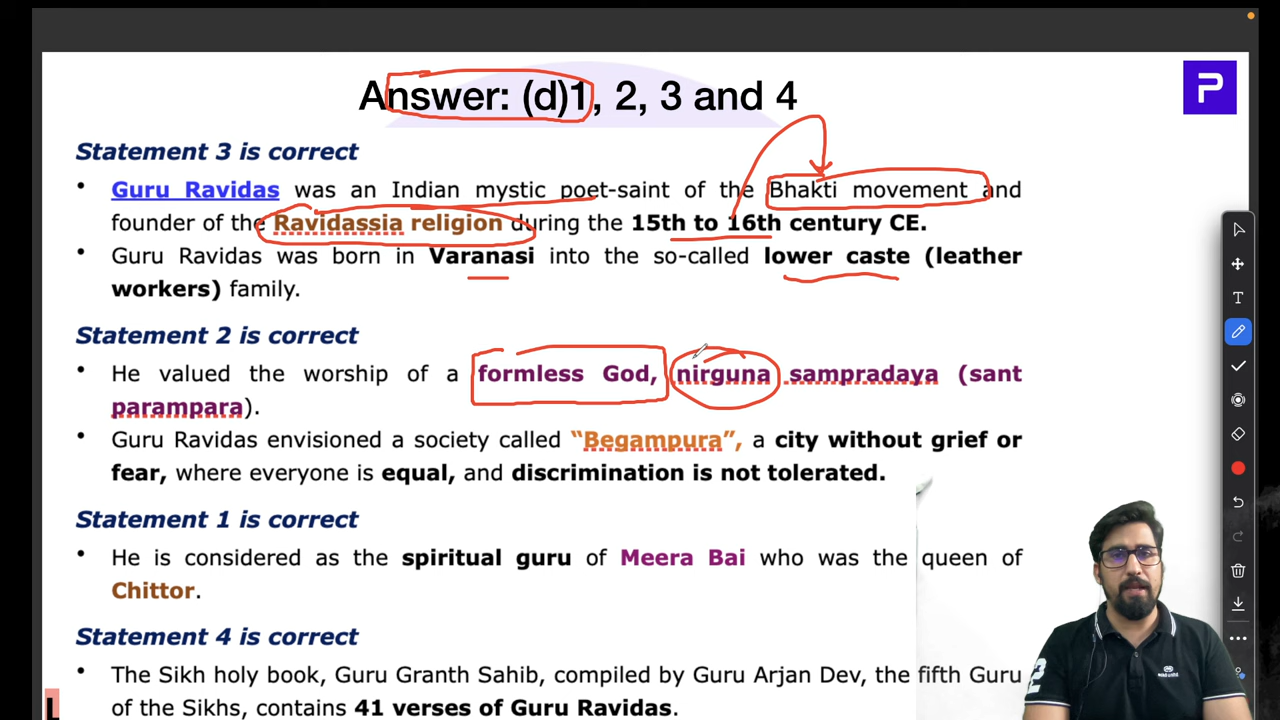 Answer: (d)1, 2, 3 and 4
P
Statement 3 is correct
• Guru Ravidas was an Indian mystic poet-saint of the Bhakti movement and
founder of the Ravidassia religion during the 15th to 16th century CE.
• Guru Ravidas was born in Varanasi into the so-called lower caste (leather
workers) family.
Statement 2 is correct
• He valued the worship of a formless God, nirguna sampradaya (sant
parampara).
• Guru Ravidas envisioned a society called “Begampura”, a city without grief or
fear, where everyone is equal, and discrimination is not tolerated.
Statement 1 is correct
• He is considered as the spiritual guru of Meera Bai who was the queen of
Chittor.
Statement 4 is correct
• The Sikh holy book, Guru Granth Sahib, compiled by Guru Arjan Dev, the fifth Guru
of the Sikhs, contains 41 verses of Guru Ravidas.
L
T
2